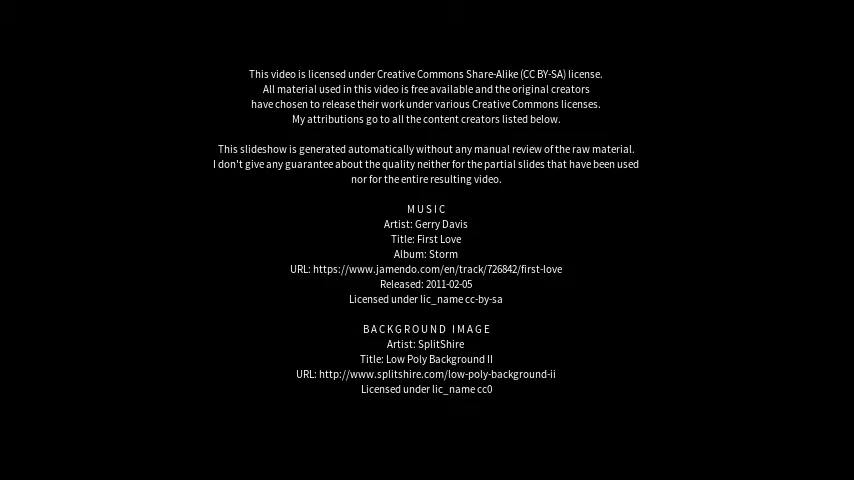 This video is licensed under Creative Commons Share-Alike (CC BY-SA) license.
All material used in this video is free available and the original creators
have chosen to release their work under various Creative Commons licenses.
My attributions go to all the content creators listed below.
This slideshow is generated automatically without any manual review of the raw material.
I don't give any guarantee about the quality neither for the partial slides that have been used
nor for the entire resulting video.
MUSIC
Artist: Gerry Davis
Title: First Love
Album: Storm
URL: https://www.jamendo.com/en/track/726842/first-love
Released: 2011-02-05
Licensed under lic_name cc-by-sa
BACKGROUND IMAGE
Artist: SplitShire
Title: Low Poly Background II
URL: http://www.splitshire.com/low-poly-background-ii
Licensed under lic_name cc0